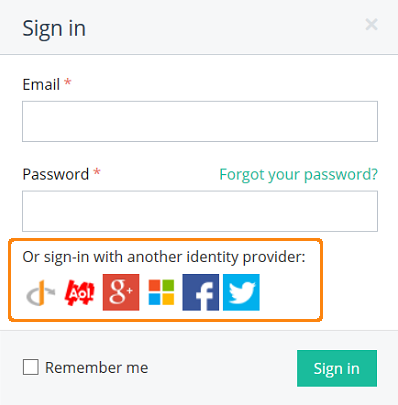 Sign in
Email *
Password * Forgot your password?
Or sign-in with another identity provider:
Aol g+ f
Remember me Sign in